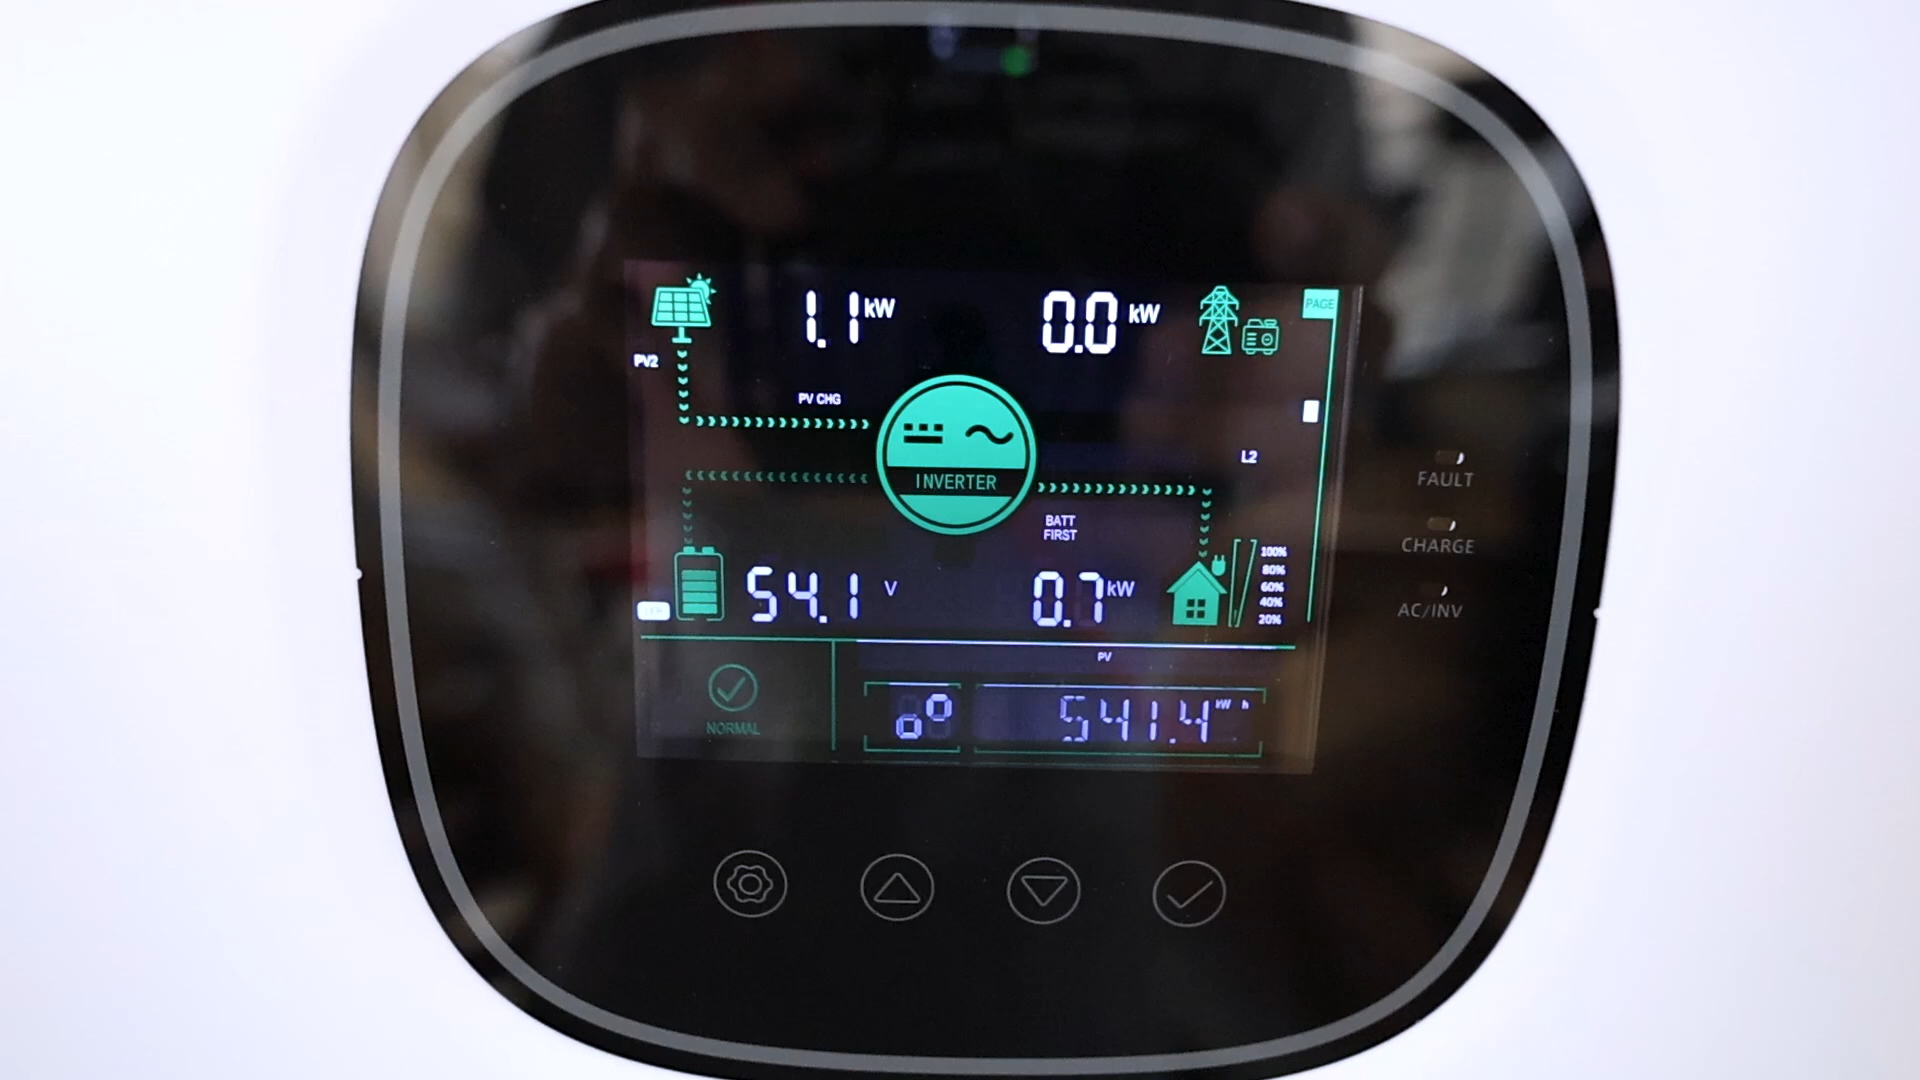 1.1 kW
0.0 kW
PAGE
PV2
PV CHG
L2
INVERTER
FAULT
BATT
FIRST
CHARGE
54.1 V
0.7 kW
100%
80%
60%
40%
20%
AC/INV
PV
NORMAL
541.4 kW h